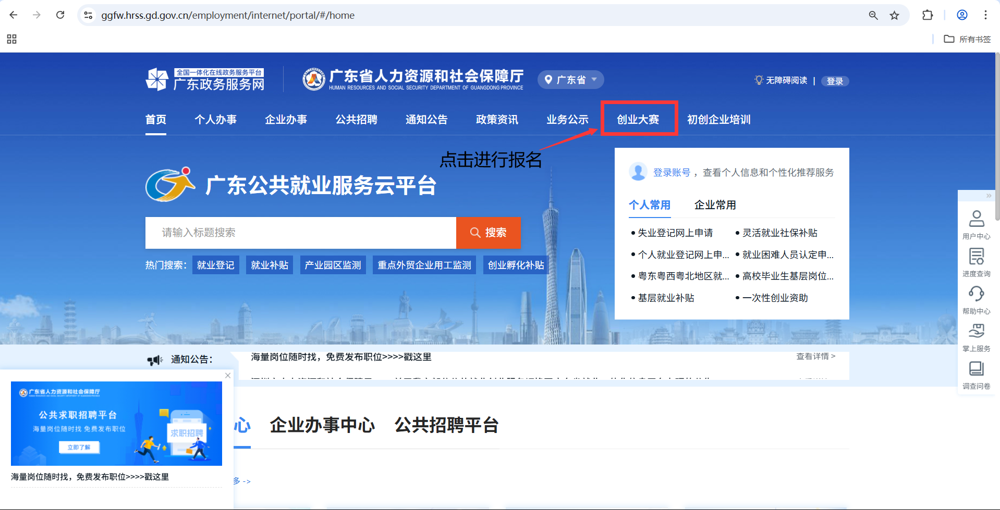 ggfw.hrss.gd.gov.cn/employment/internet/portal/#/home
所有书签
全国一体化在线政务服务平台
广东政务服务网
广东省人力资源和社会保障厅
HUMAN RESOURCES AND SOCIAL SECURITY DEPARTMENT OF GUANGDONG PROVINCE
广东省
无障碍阅读 | 登录
首页 个人办事 企业办事 公共招聘 通知公告 政策资讯 业务公示 创业大赛 初创企业培训
点击进行报名
广东公共就业服务云平台
请输入标题搜索 搜索
热门搜索： 就业登记 就业补贴 产业园区监测 重点外贸企业用工监测 创业孵化补贴
登录账号 ，查看个人信息和个性化推荐服务
个人常用 企业常用
失业登记网上申请 灵活就业社保补贴
个人就业登记网上申... 就业困难人员认定申...
粤东粤西粤北地区就... 高校毕业生基层岗位...
基层就业补贴 一次性创业资助
»
用户中心
进度查询
帮助中心
掌上服务
调查问卷
通知公告：
海量岗位随时找，免费发布职位>>>>戳这里 查看详情 >
心 企业办事中心 公共招聘平台
多 ->
广东省人力资源和社会保障厅
公共求职招聘平台
海量岗位随时找 免费发布职位
立即了解
求职招聘
海量岗位随时找，免费发布职位>>>>戳这里